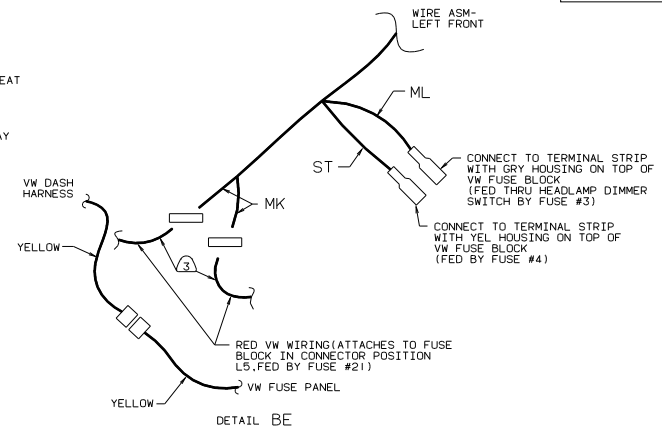 WIRE ASM-
LEFT FRONT
EAT
ML
AY
ST
CONNECT TO TERMINAL STRIP
WITH GRY HOUSING ON TOP OF
VW FUSE BLOCK
(FED THRU HEADLAMP DIMMER
SWITCH BY FUSE #3)
VW DASH
HARNESS
MK
CONNECT TO TERMINAL STRIP
WITH YEL HOUSING ON TOP OF
VW FUSE BLOCK
(FED BY FUSE #4)
YELLOW
3
RED VW WIRING(ATTACHES TO FUSE
BLOCK IN CONNECTOR POSITION
L5,FED BY FUSE #21)
VW FUSE PANEL
YELLOW
DETAIL BE